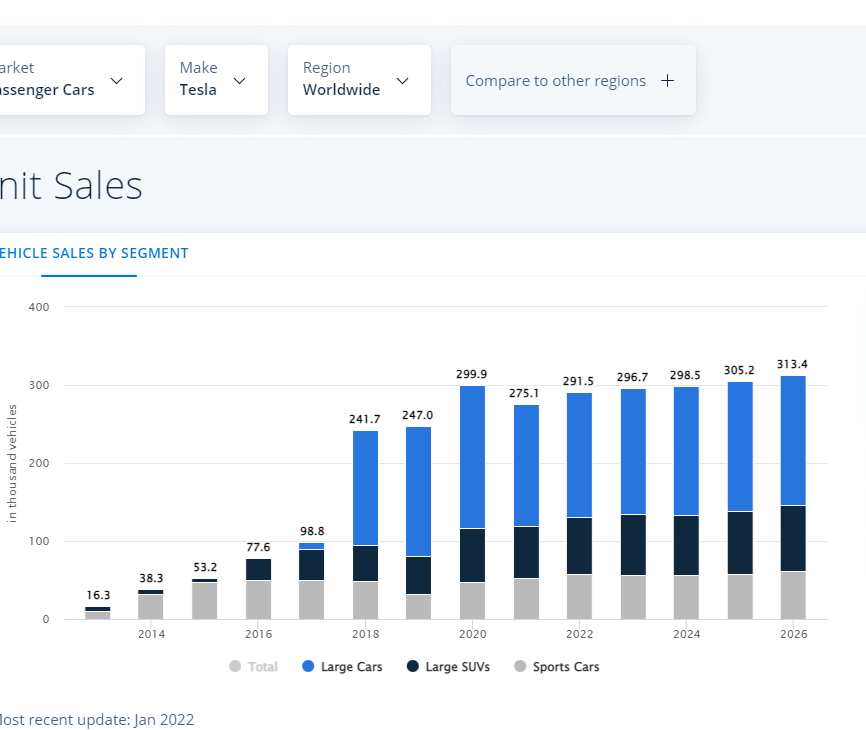 arket
assenger Cars
Make
Tesla
Region
Worldwide
Compare to other regions +
nit Sales
EHICLE SALES BY SEGMENT
400
300
200
100
0
in thousand vehicles
16.3
38.3
53.2
77.6
98.8
241.7
247.0
299.9
275.1
291.5
296.7
298.5
305.2
313.4
2014 2016 2018 2020 2022 2024 2026
Total Large Cars Large SUVs Sports Cars
Most recent update: Jan 2022